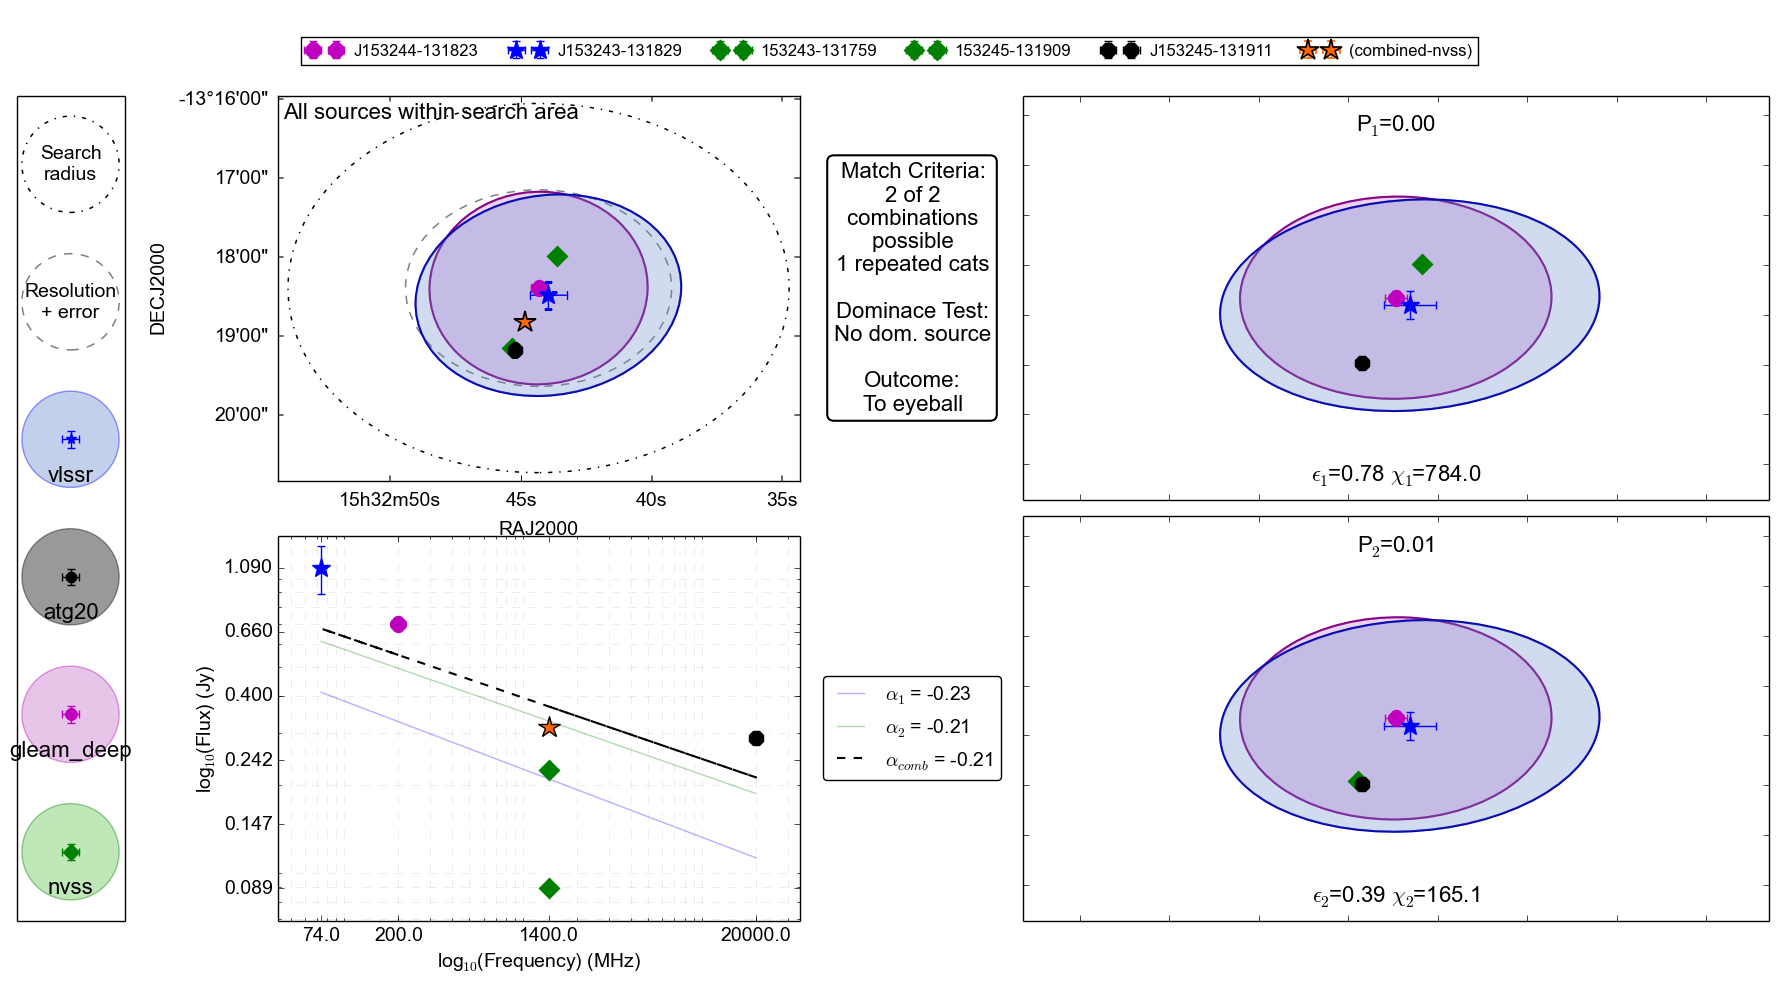 J153244-131823
J153243-131829
153243-131759
153245-131909
J153245-131911
(combined-nvss)
Search
radius
Resolution
+ error
vlssr
atg20
gleam_deep
nvss
All sources within search area
-13°16'00"
17'00"
18'00"
19'00"
20'00"
DECJ2000
15h32m50s
45s
40s
35s
RAJ2000
Match Criteria:
2 of 2
combinations
possible
1 repeated cats
Dominace Test:
No dom. source
Outcome:
To eyeball
P1=0.00
ϵ1=0.78 χ1=784.0
1.090
0.660
0.400
0.242
0.147
0.089
log10(Flux) (Jy)
74.0
200.0
1400.0
20000.0
log10(Frequency) (MHz)
α1 = -0.23
α2 = -0.21
αcomb = -0.21
P2=0.01
ϵ2=0.39 χ2=165.1